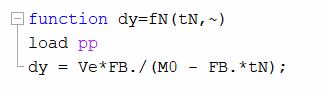 function dy=fN(tN,~)
load pp
dy = Ve*FB./(M0 - FB.*tN);